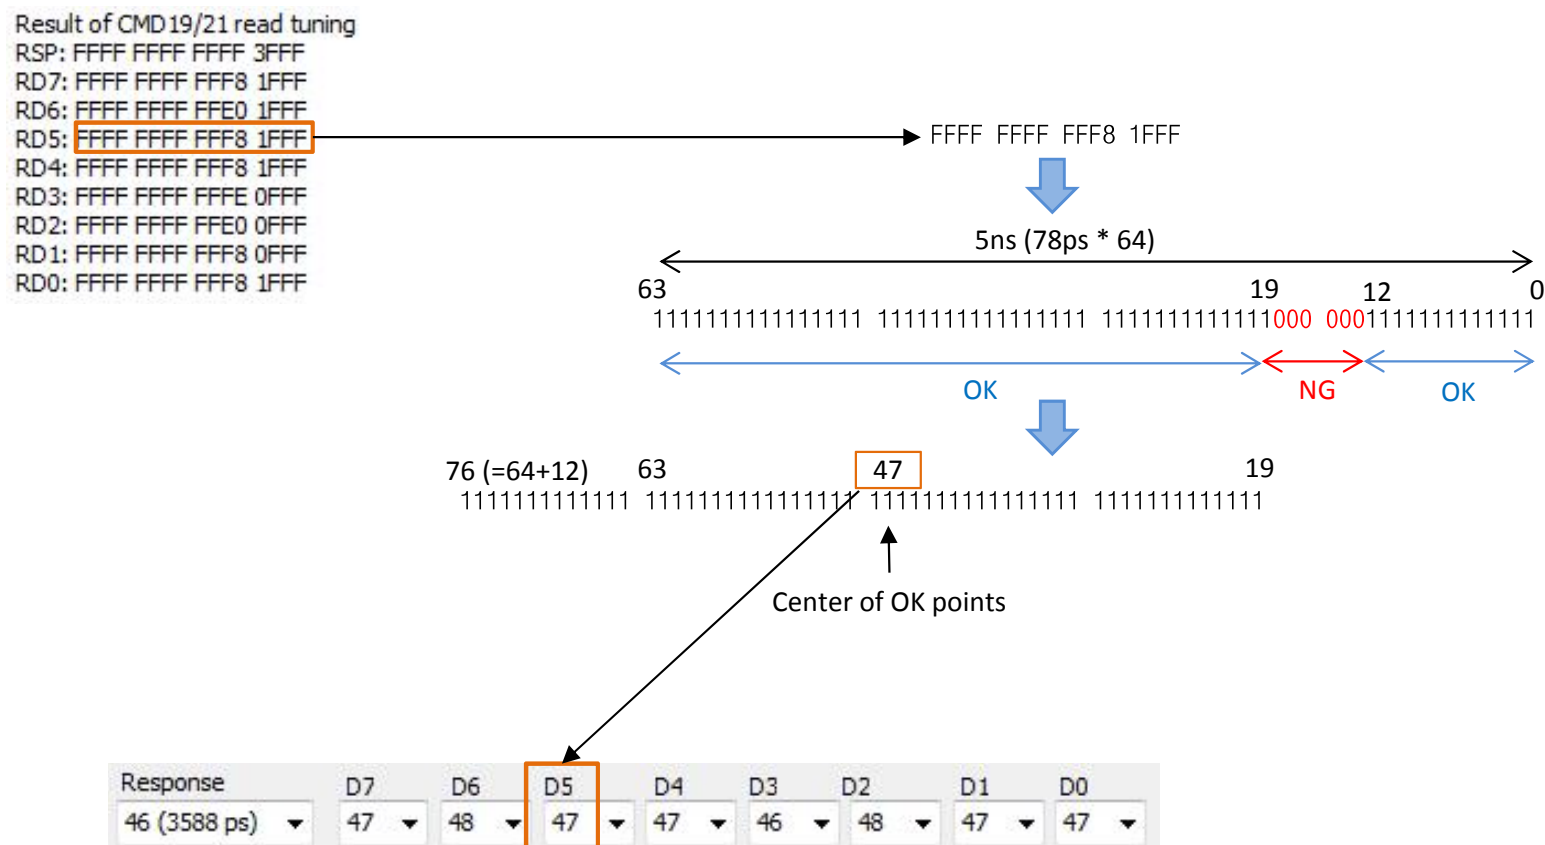 Result of CMD19/21 read tuning
RSP: FFFF FFFF FFFF 3FFF
RD7: FFFF FFFF FFF8 1FFF
RD6: FFFF FFFF FFE0 1FFF
RD5: FFFF FFFF FFF8 1FFF
RD4: FFFF FFFF FFF8 1FFF
RD3: FFFF FFFF FFFE 0FFF
RD2: FFFF FFFF FFE0 0FFF
RD1: FFFF FFFF FFF8 0FFF
RD0: FFFF FFFF FFF8 1FFF
FFFF FFFF FFF8 1FFF
5ns (78ps * 64)
63 19 12 0
1111111111111111 1111111111111111 1111111111111000 0001111111111111
OK NG OK
76 (=64+12) 63 47 19
1111111111111 1111111111111111 1111111111111111 1111111111111
Center of OK points
Response D7 D6 D5 D4 D3 D2 D1 D0
46 (3588 ps) 47 48 47 47 46 48 47 47